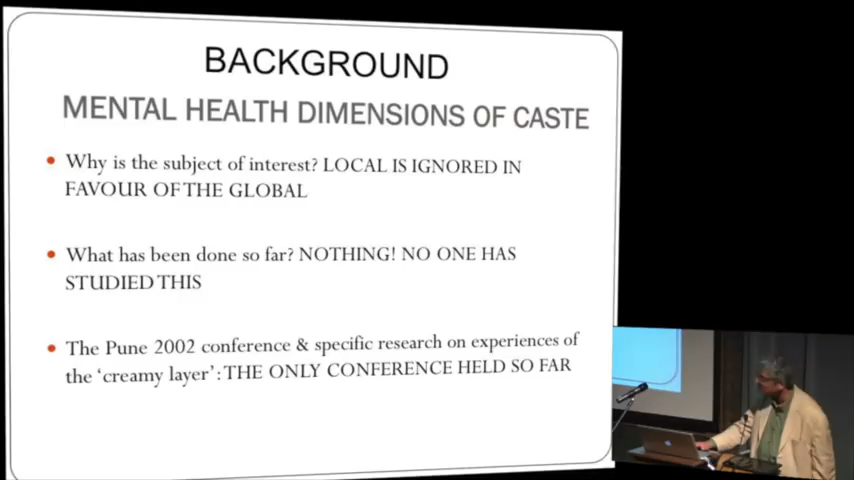 BACKGROUND
MENTAL HEALTH DIMENSIONS OF CASTE
Why is the subject of interest? LOCAL IS IGNORED IN
FAVOUR OF THE GLOBAL
What has been done so far? NOTHING! NO ONE HAS
STUDIED THIS
The Pune 2002 conference & specific research on experiences of
the ‘creamy layer’: THE ONLY CONFERENCE HELD SO FAR